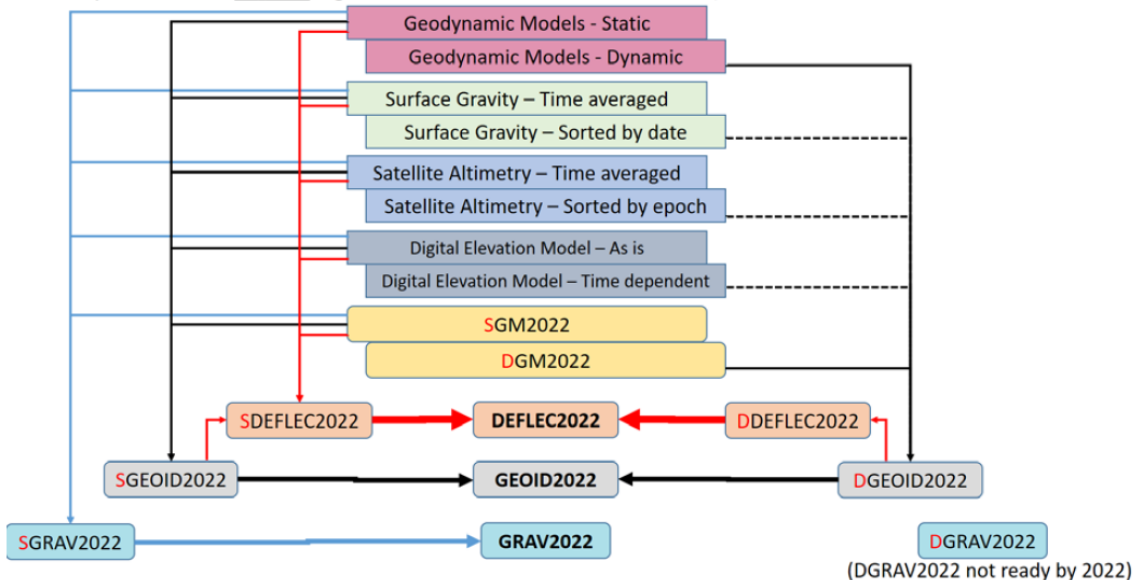 Geodynamic Models - Static
Geodynamic Models - Dynamic
Surface Gravity – Time averaged
Surface Gravity – Sorted by date
Satellite Altimetry – Time averaged
Satellite Altimetry – Sorted by epoch
Digital Elevation Model – As is
Digital Elevation Model – Time dependent
SGM2022
DGM2022
SDEFLEC2022
DEFLEC2022
DDEFLEC2022
SGEOID2022
GEOID2022
DGEOID2022
SGRAV2022
GRAV2022
DGRAV2022
(DGRAV2022 not ready by 2022)